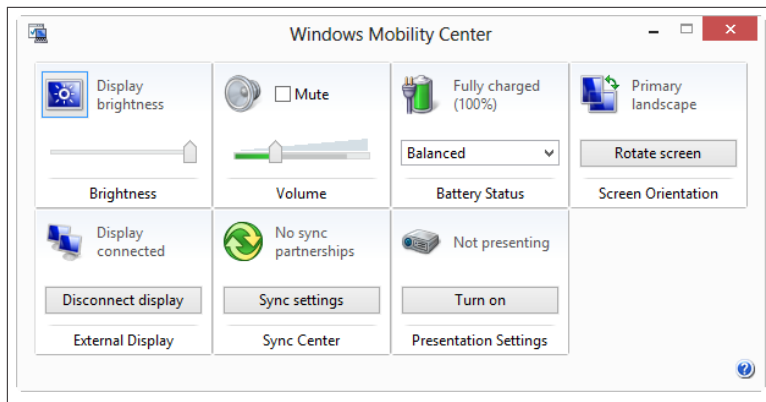 Windows Mobility Center
Display
brightness
Brightness
Mute
Volume
Fully charged
(100%)
Balanced
Battery Status
Primary
landscape
Rotate screen
Screen Orientation
Display
connected
Disconnect display
External Display
No sync
partnerships
Sync settings
Sync Center
Not presenting
Turn on
Presentation Settings